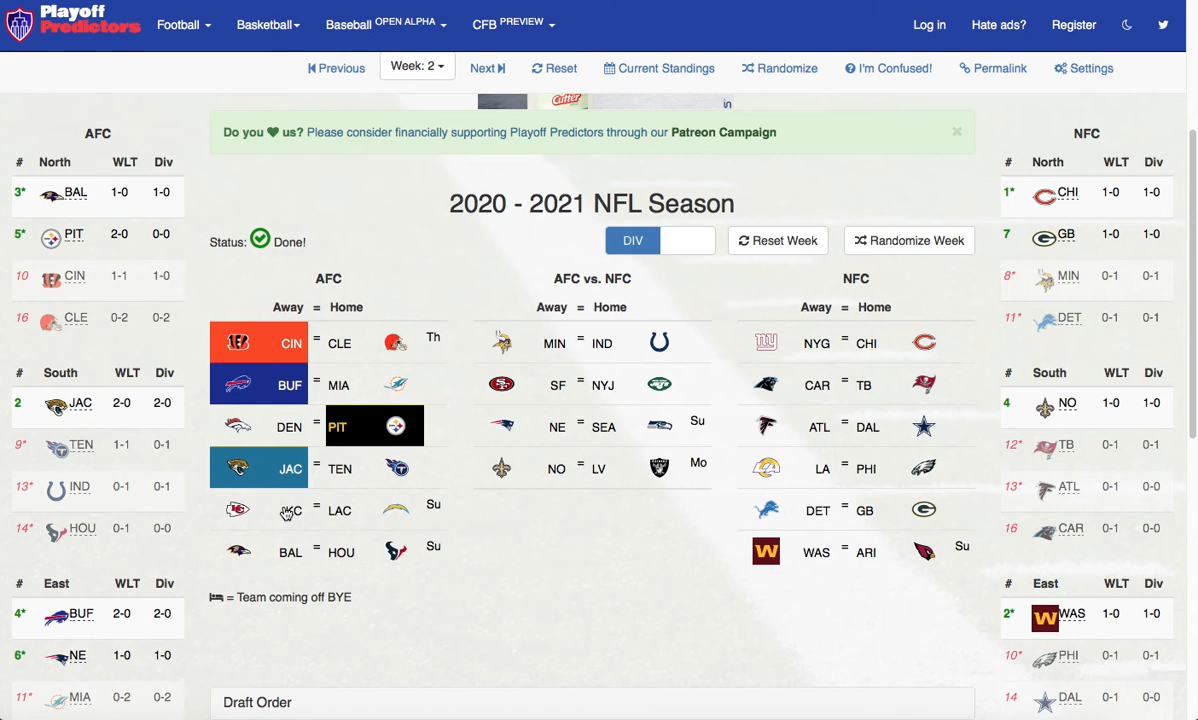 Playoff
Predictors
Football
Basketball
Baseball OPEN ALPHA
CFB PREVIEW
Log in
Hate ads?
Register
Previous
Week: 2
Next
Reset
Current Standings
Randomize
I'm Confused!
Permalink
Settings
Cutter
Do you us? Please consider financially supporting Playoff Predictors through our Patreon Campaign
×
2020 - 2021 NFL Season
Status: Done!
DIV
Reset Week
Randomize Week
AFC
# North WLT Div
3* BAL 1-0 1-0
5* PIT 2-0 0-0
10 CIN 1-1 1-0
16 CLE 0-2 0-2
# South WLT Div
2 JAC 2-0 2-0
9* TEN 1-1 0-1
13* IND 0-1 0-1
14* HOU 0-1 0-0
# East WLT Div
4* BUF 2-0 2-0
6* NE 1-0 1-0
11* MIA 0-2 0-2
AFC
Away = Home
CIN = CLE Th
BUF = MIA
DEN = PIT
JAC = TEN
KC = LAC Su
BAL = HOU Su
AFC vs. NFC
Away = Home
MIN = IND
SF = NYJ
NE = SEA Su
NO = LV Mo
NFC
Away = Home
NYG = CHI
CAR = TB
ATL = DAL
LA = PHI
DET = GB
W WAS = ARI Su
= Team coming off BYE
Draft Order
NFC
# North WLT Div
1* CHI 1-0 1-0
7 GB 1-0 1-0
8* MIN 0-1 0-1
11* DET 0-1 0-1
# South WLT Div
4 NO 1-0 1-0
12* TB 0-1 0-1
13* ATL 0-1 0-0
16 CAR 0-1 0-0
# East WLT Div
2* W WAS 1-0 1-0
10* PHI 0-1 0-1
14 DAL 0-1 0-0